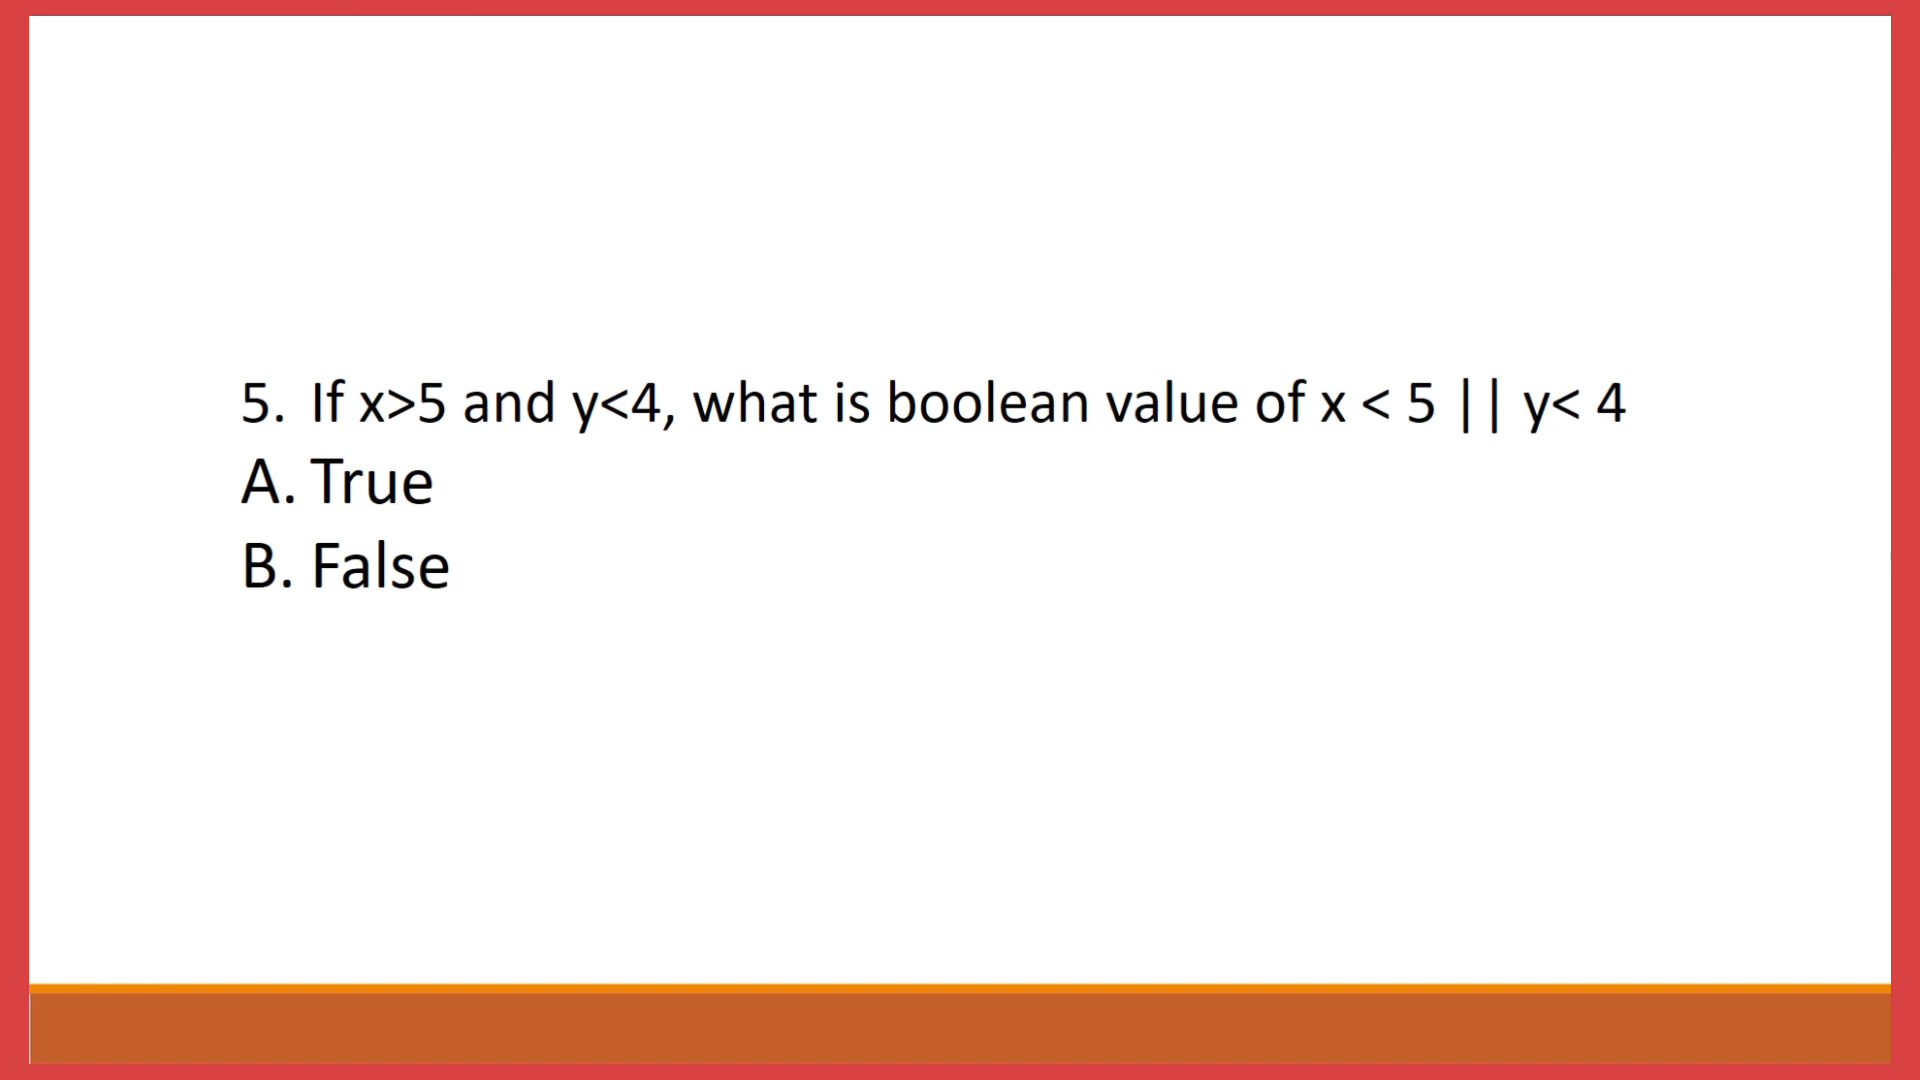 5. If x>5 and y<4, what is boolean value of x < 5 || y< 4
A. True
B. False